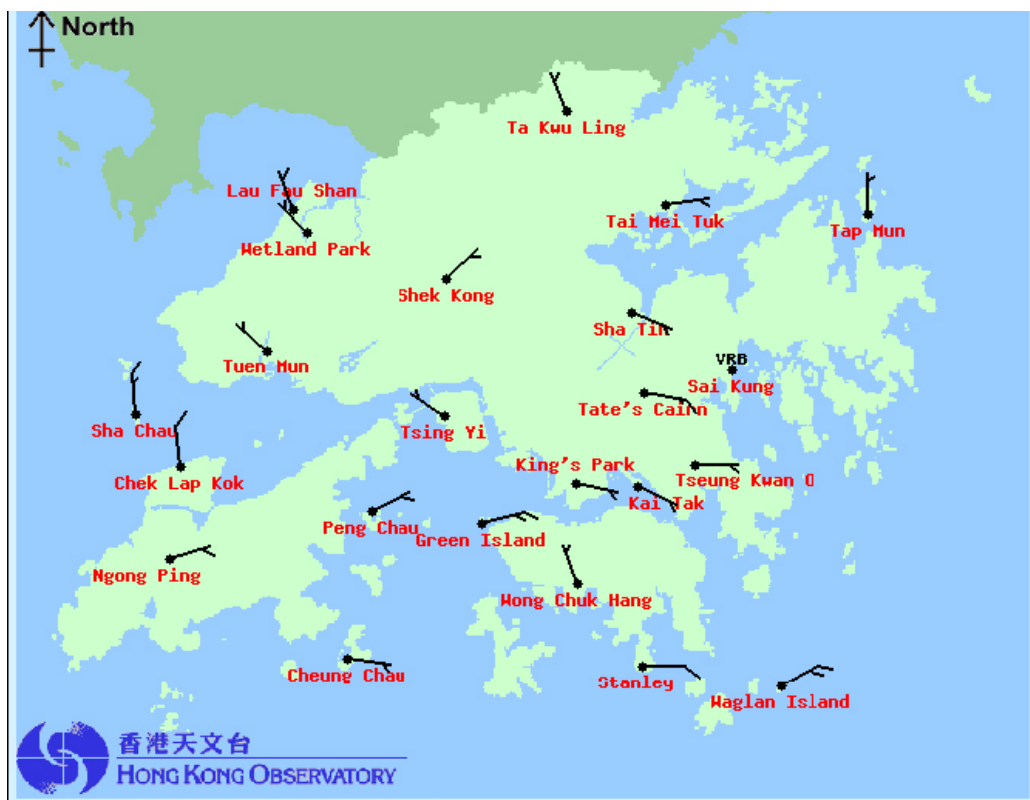 North
Ta Kwu Ling
Lau Fau Shan
Wetland Park
Tai Mei Tuk
Tap Mun
Shek Kong
Sha Tin
Tuen Mun
VRB
Sai Kung
Tate's Cairn
Sha Chau
Tsing Yi
Chek Lap Kok
King's Park
Tseung Kwan O
Kai Tak
Peng Chau
Green Island
Ngong Ping
Wong Chuk Hang
Cheung Chau
Stanley
Waglan Island
香港天文台
HONG KONG OBSERVATORY